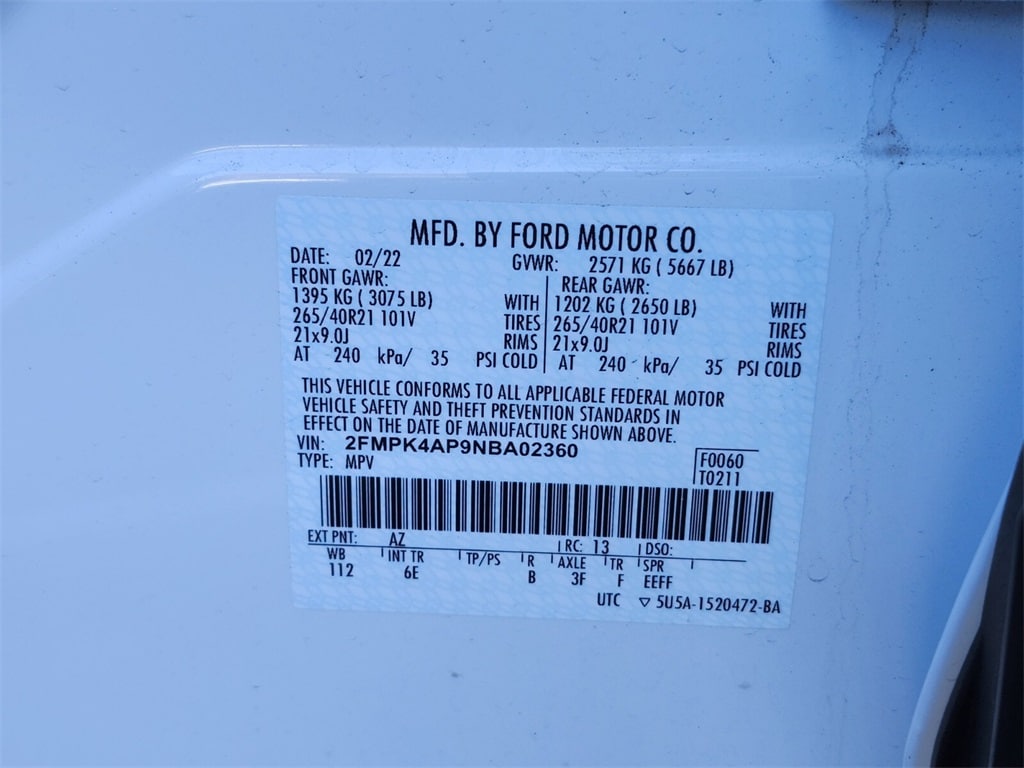 MFD. BY FORD MOTOR CO.
DATE: 02/22 GVWR: 2571 KG ( 5667 LB)
FRONT GAWR: REAR GAWR:
1395 KG ( 3075 LB) WITH 1202 KG ( 2650 LB) WITH
265/40R21 101V TIRES 265/40R21 101V TIRES
21x9.0J RIMS 21x9.0J RIMS
AT 240 kPa/ 35 PSI COLD AT 240 kPa/ 35 PSI COLD
THIS VEHICLE CONFORMS TO ALL APPLICABLE FEDERAL MOTOR
VEHICLE SAFETY AND THEFT PREVENTION STANDARDS IN
EFFECT ON THE DATE OF MANUFACTURE SHOWN ABOVE.
VIN: 2FMPK4AP9NBA02360
TYPE: MPV
F0060
T0211
EXT PNT: AZ RC: 13 DSO:
WB INT TR TP/PS R AXLE TR SPR
112 6E B 3F F EEFF
UTC ▽ 5U5A-1520472-BA